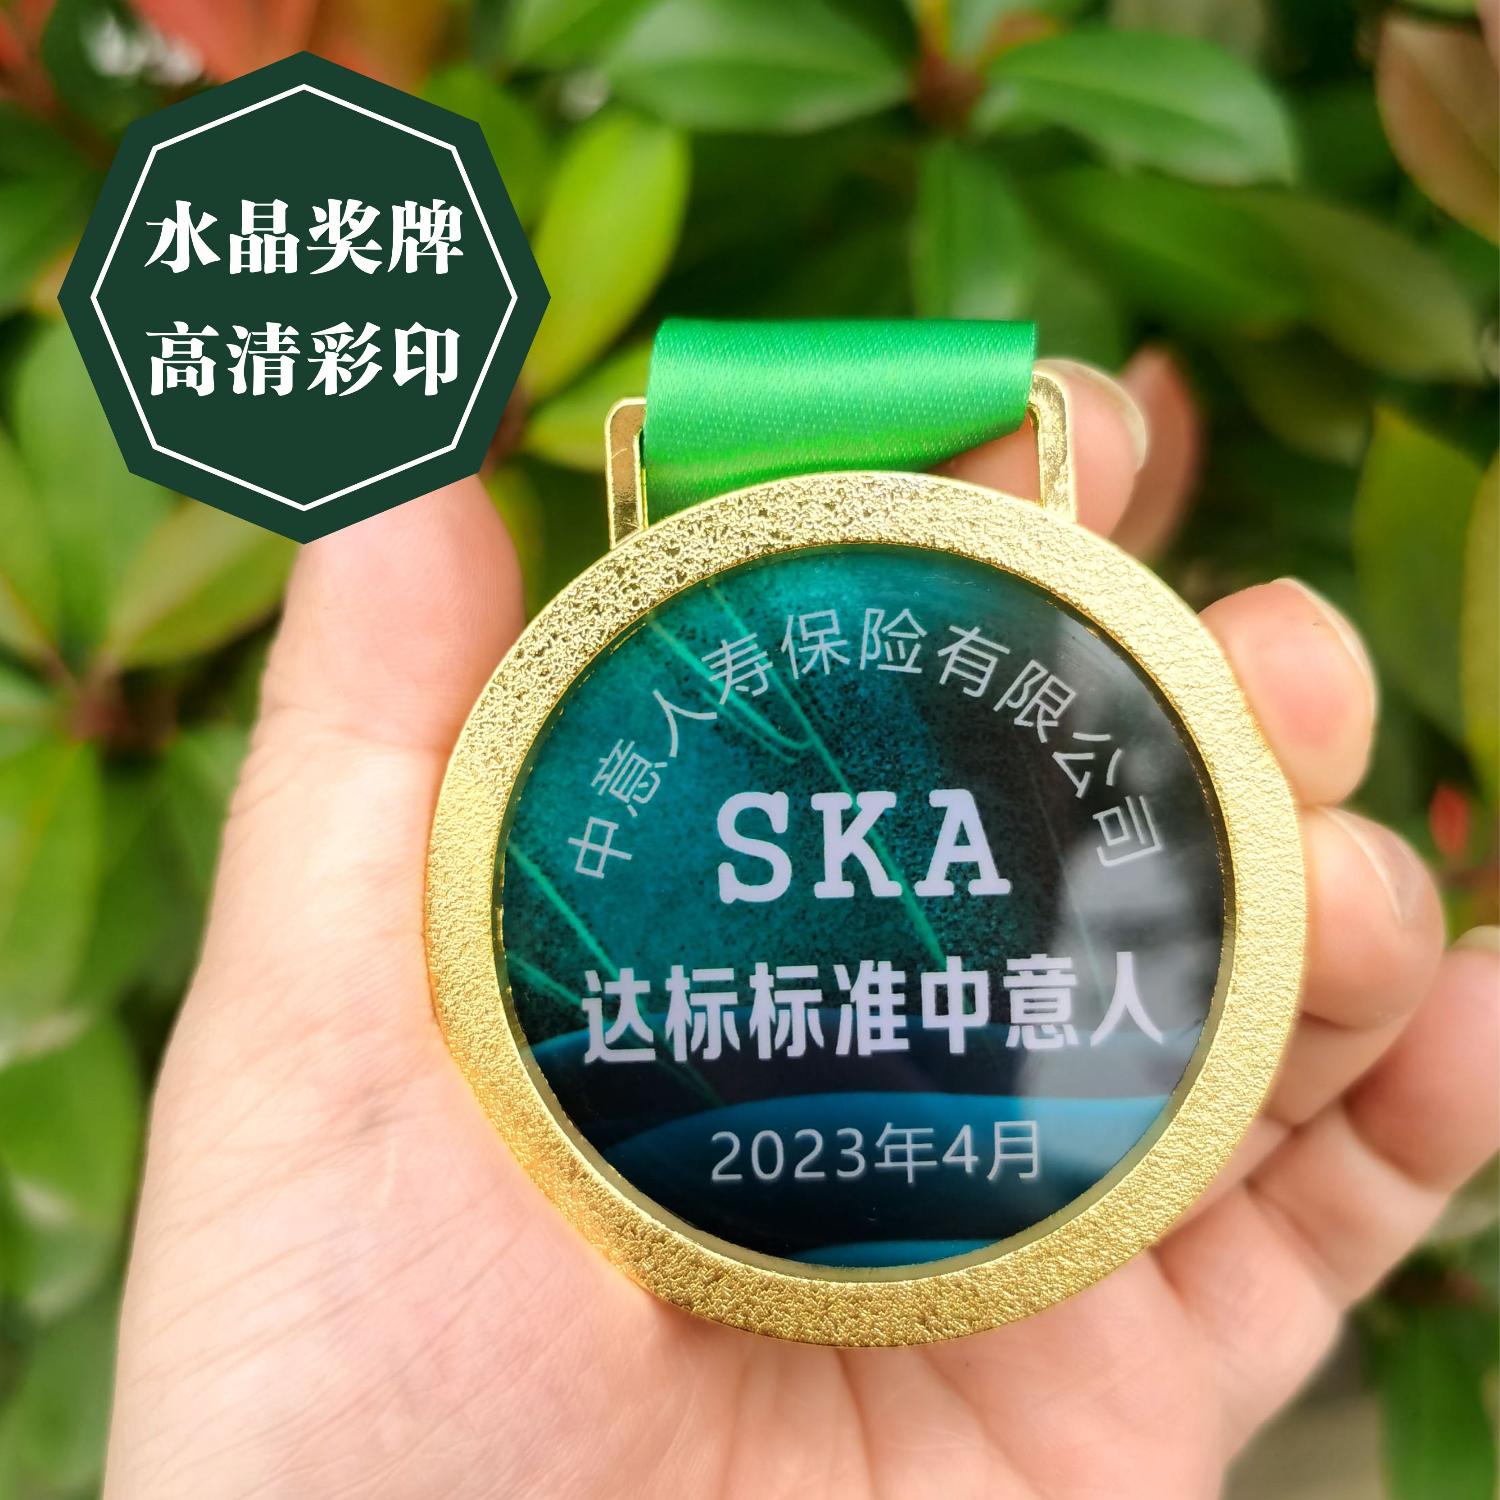 水晶奖牌
高清彩印
中意人寿保险有限公司
SKA
达标标准中意人
2023年4月